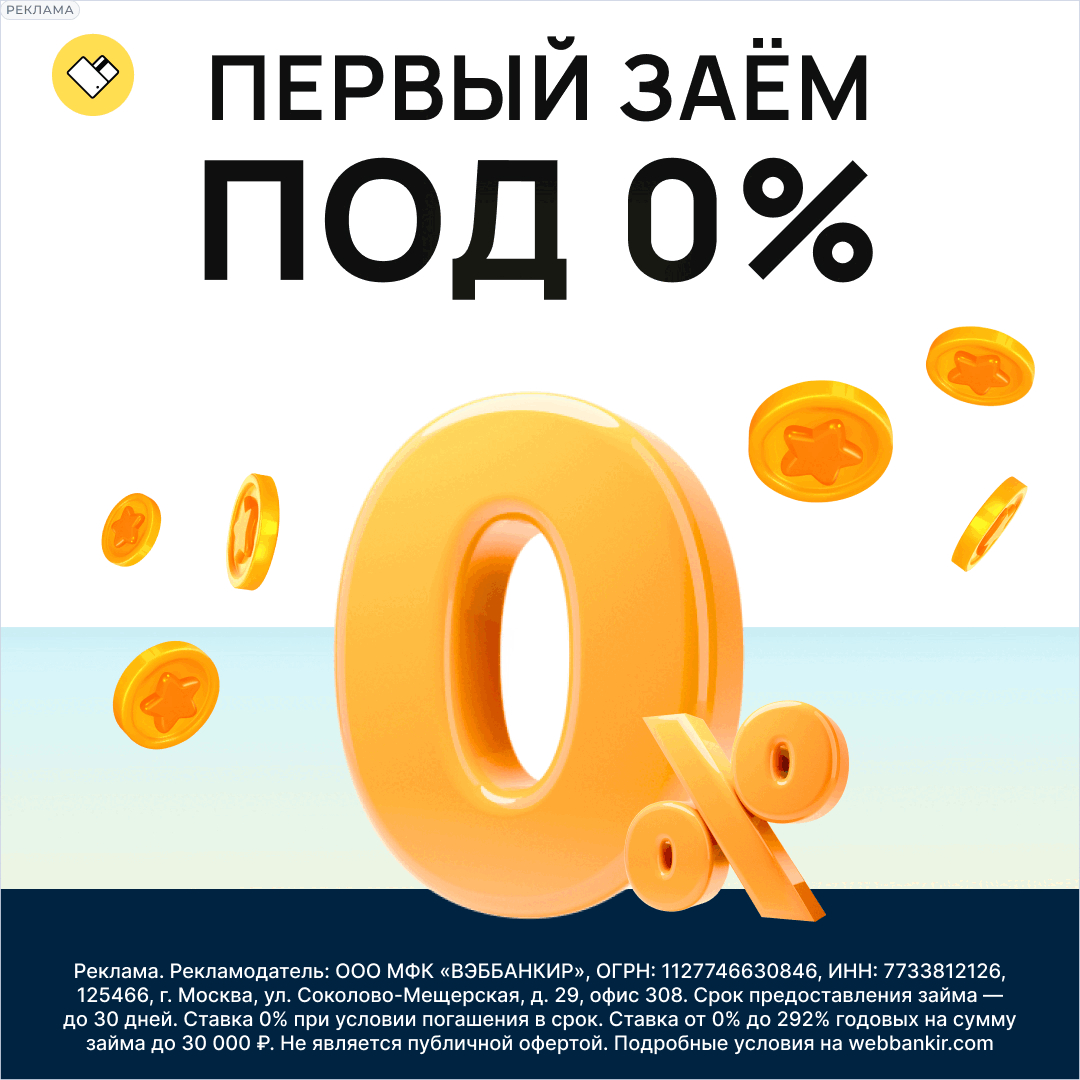 РЕКЛАМА
ПЕРВЫЙ ЗАЁМ
ПОД 0%
0%
Реклама. Рекламодатель: ООО МФК «ВЭББАНКИР», ОГРН: 1127746630846, ИНН: 7733812126,
125466, г. Москва, ул. Соколово-Мещерская, д. 29, офис 308. Срок предоставления займа —
до 30 дней. Ставка 0% при условии погашения в срок. Ставка от 0% до 292% годовых на сумму
займа до 30 000 ₽. Не является публичной офертой. Подробные условия на webbankir.com